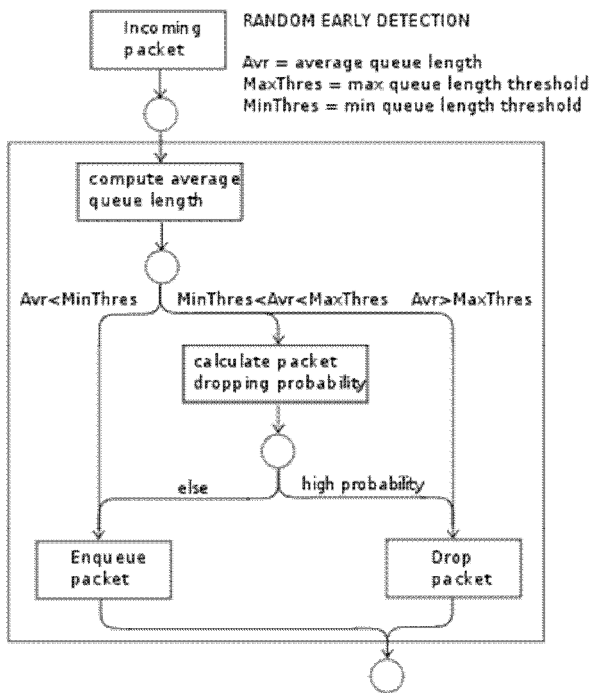 Incoming
packet
RANDOM EARLY DETECTION
Avr = average queue length
MaxThres = max queue length threshold
MinThres = min queue length threshold
compute average
queue length
Avr<MinThres
MinThres<Avr<MaxThres
Avr>MaxThres
calculate packet
dropping probability
else
high probability
Enqueue
packet
Drop
packet